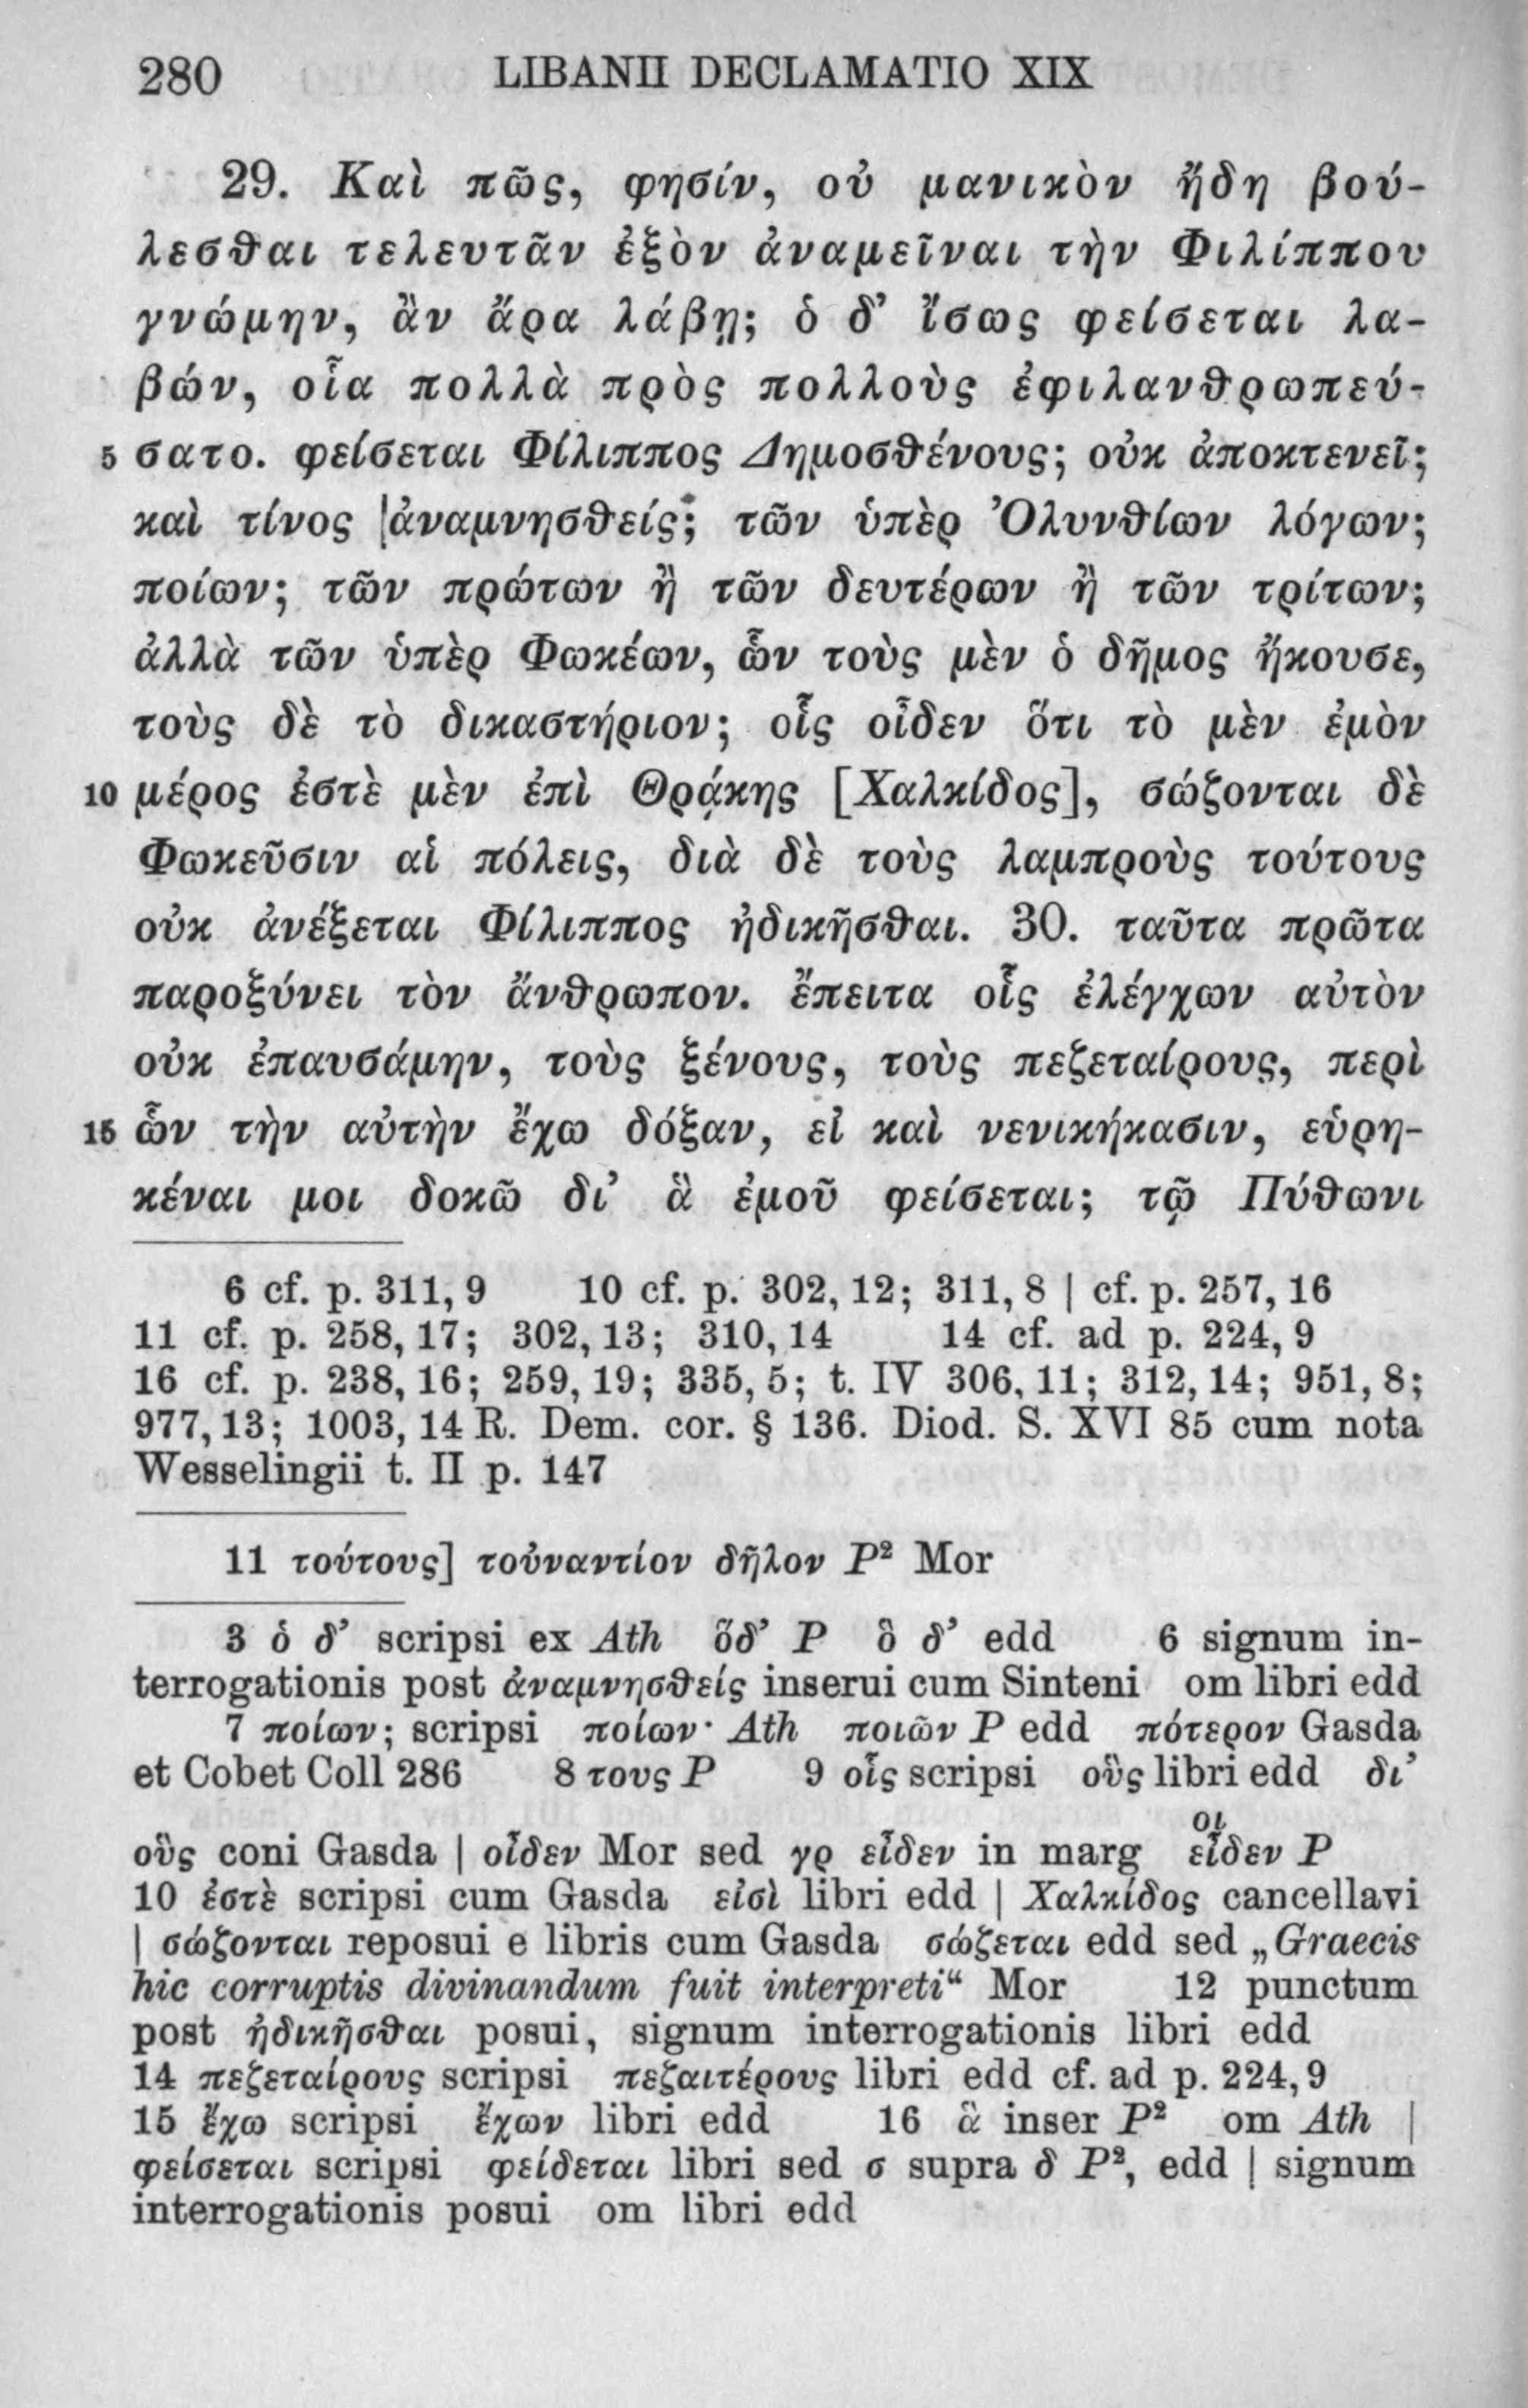 280 LIBANII DECLAMATIO XIX
29. Καὶ πῶς, φησίν, οὐ μανικὸν ἤδη βού-
λεσθαι τελευτᾶν ἐξὸν ἀναμεῖναι τὴν Φιλίππου
γνώμην, ἂν ἄρα λάβῃ; ὁ δ’ ἴσως φείσεται λα-
βών, οἷα πολλὰ πρὸς πολλοὺς ἐφιλανθρωπεύ-
5 σατο. φείσεται Φίλιππος Δημοσθένους; οὐκ ἀποκτενεῖ;
καὶ τίνος |ἀναμνησθείς; τῶν ὑπὲρ Ὀλυνθίων λόγων;
ποίων; τῶν πρώτων ἢ τῶν δευτέρων ἢ τῶν τρίτων;
ἀλλὰ τῶν ὑπὲρ Φωκέων, ὧν τοὺς μὲν ὁ δῆμος ἤκουσε,
τοὺς δὲ τὸ δικαστήριον; οἷς οἶδεν ὅτι τὸ μὲν ἐμὸν
10 μέρος ἐστὲ μὲν ἐπὶ Θρᾴκης [Χαλκίδος], σώζονται δὲ
Φωκεῦσιν αἱ πόλεις, διὰ δὲ τοὺς λαμπροὺς τούτους
οὐκ ἀνέξεται Φίλιππος ἠδικῆσθαι. 30. ταῦτα πρῶτα
παροξύνει τὸν ἄνθρωπον. ἔπειτα οἷς ἐλέγχων αὐτὸν
οὐκ ἐπαυσάμην, τοὺς ξένους, τοὺς πεζεταίρους, περὶ
15 ὧν τὴν αὐτὴν ἔχω δόξαν, εἰ καὶ νενικήκασιν, εὑρη-
κέναι μοι δοκῶ δι’ ἃ ἐμοῦ φείσεται; τῷ Πύθωνι
6 cf. p. 311, 9 10 cf. p. 302, 12; 311, 8 | cf. p. 257, 16
11 cf. p. 258, 17; 302, 13; 310, 14 14 cf. ad p. 224, 9
16 cf. p. 238, 16; 259, 19; 335, 5; t. IV 306, 11; 312, 14; 951, 8;
977, 13; 1003, 14 R. Dem. cor. § 136. Diod. S. XVI 85 cum nota
Wesselingii t. II p. 147
11 τούτους] τοὐναντίον δῆλον P² Mor
3 ὁ δ’ scripsi ex Ath ὅδ’ P ὃ δ’ edd 6 signum in-
terrogationis post ἀναμνησθείς inserui cum Sinteni om libri edd
7 ποίων; scripsi ποίων· Ath ποιῶν P edd πότερον Gasda
et Cobet Coll 286 8 τους P 9 οἷς scripsi οὓς libri edd δι’
οι
οὓς coni Gasda | οἶδεν Mor sed γρ εἶδεν in marg εἶδεν P
10 ἐστὲ scripsi cum Gasda εἰσὶ libri edd | Χαλκίδος cancellavi
| σώζονται reposui e libris cum Gasda σώζεται edd sed „Graecis
hic corruptis divinandum fuit interpreti“ Mor 12 punctum
post ἠδικῆσθαι posui, signum interrogationis libri edd
14 πεζεταίρους scripsi πεζαιτέρους libri edd cf. ad p. 224, 9
15 ἔχω scripsi ἔχων libri edd 16 ἃ inser P² om Ath |
φείσεται scripsi φείδεται libri sed σ supra δ P², edd | signum
interrogationis posui om libri edd